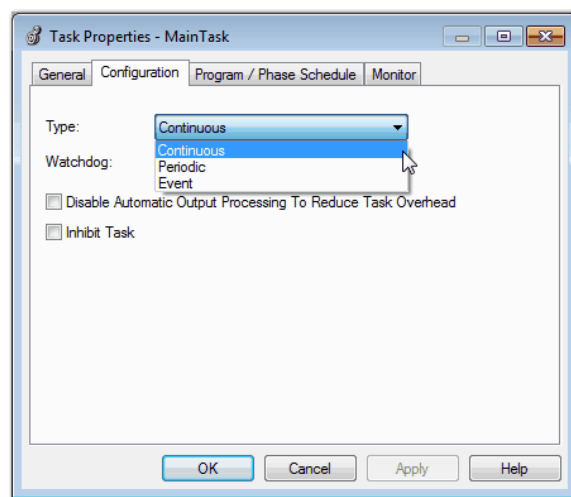 Task Properties - MainTask
General Configuration Program / Phase Schedule Monitor
Type: Continuous
Continuous
Watchdog:
Periodic
Event
Disable Automatic Output Processing To Reduce Task Overhead
Inhibit Task
OK Cancel Apply Help